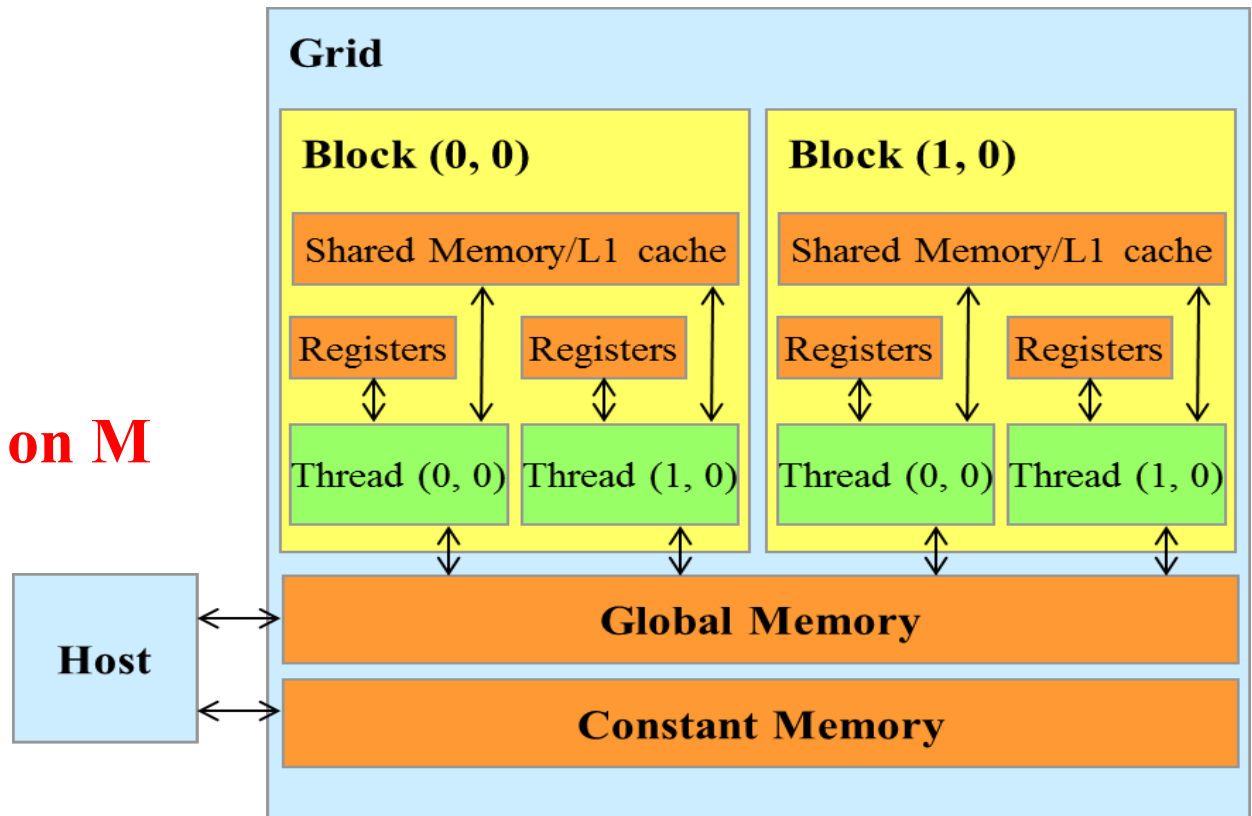 Grid
Block (0, 0)
Shared Memory/L1 cache
Registers
Registers
Thread (0, 0)
Thread (1, 0)
Block (1, 0)
Shared Memory/L1 cache
Registers
Registers
Thread (0, 0)
Thread (1, 0)
on M
Host
Global Memory
Constant Memory